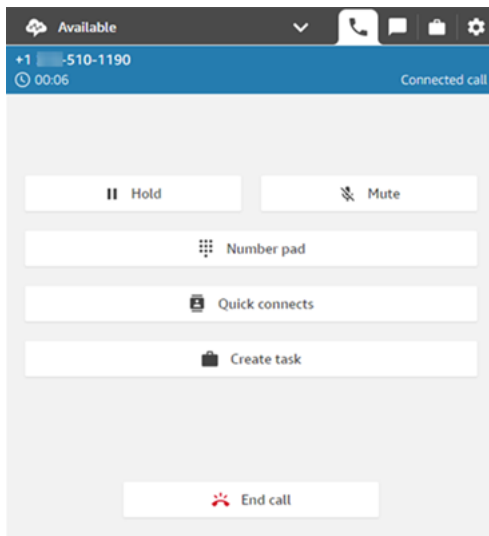 Available
+1 -510-1190
00:06 Connected call
Hold Mute
Number pad
Quick connects
Create task
End call